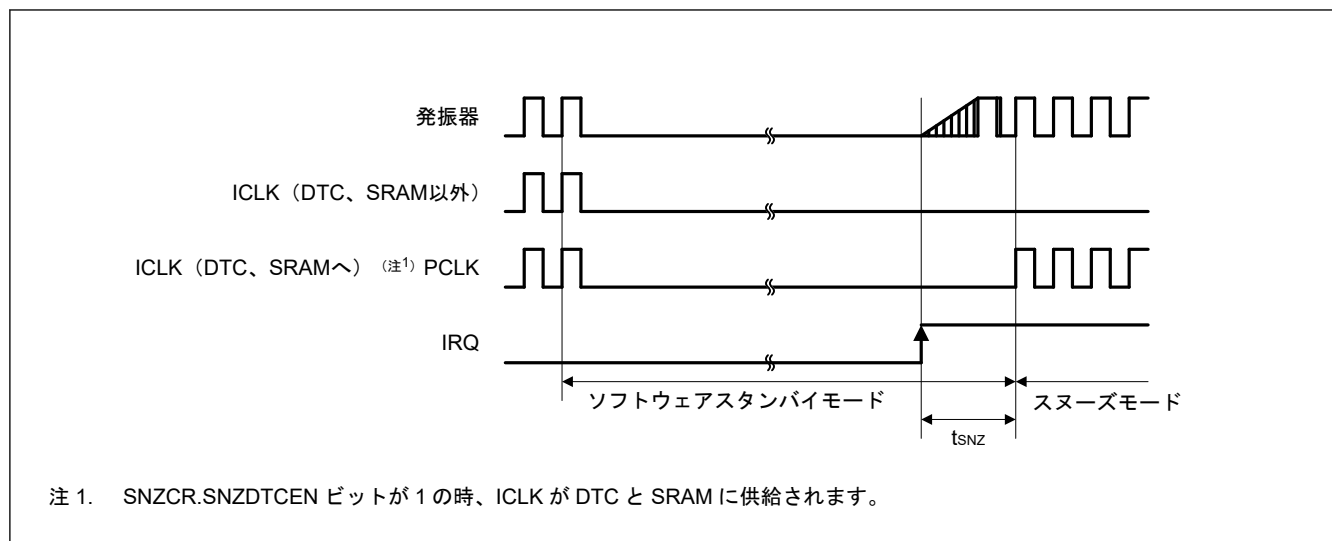 発振器
ICLK（DTC、SRAM以外）
ICLK（DTC、SRAMへ）（注1）PCLK
IRQ
ソフトウェアスタンバイモード
スヌーズモード
tSNZ
注 1. SNZCR.SNZDTCEN ビットが 1 の時、ICLK が DTC と SRAM に供給されます。